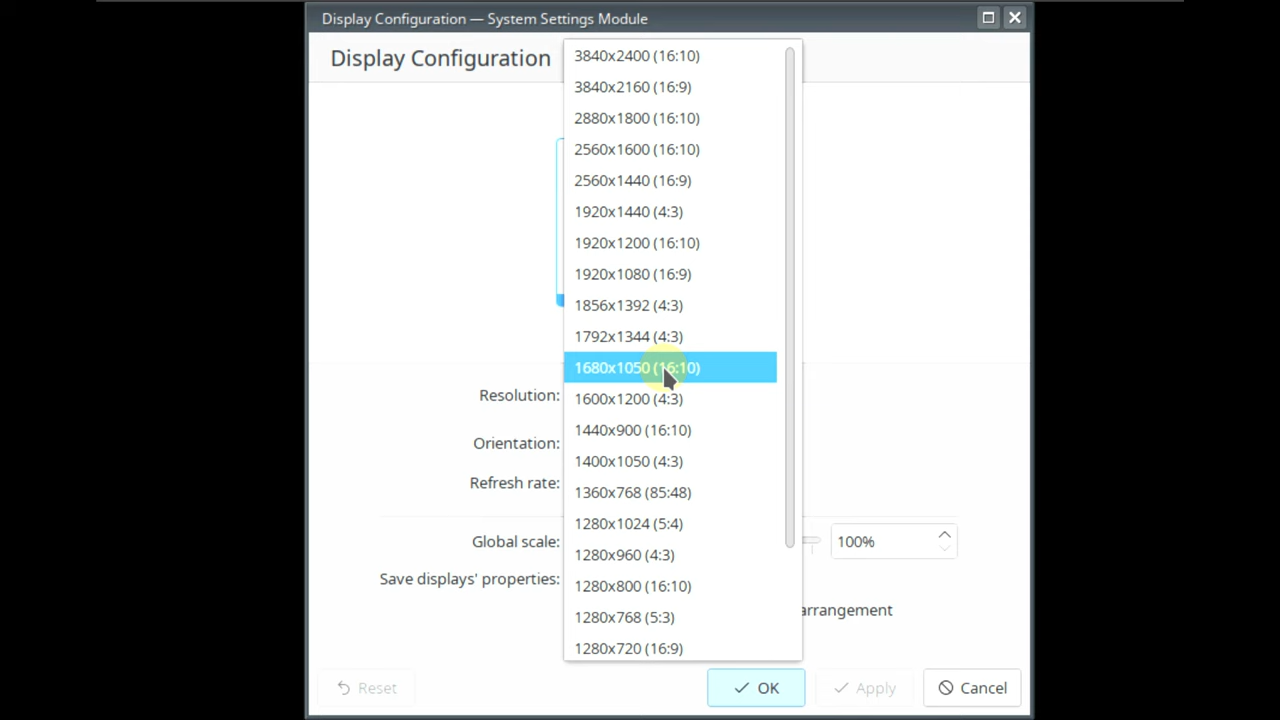 Display Configuration — System Settings Module
Display Configuration
3840x2400 (16:10)
3840x2160 (16:9)
2880x1800 (16:10)
2560x1600 (16:10)
2560x1440 (16:9)
1920x1440 (4:3)
1920x1200 (16:10)
1920x1080 (16:9)
1856x1392 (4:3)
1792x1344 (4:3)
1680x1050 (16:10)
1600x1200 (4:3)
1440x900 (16:10)
1400x1050 (4:3)
1360x768 (85:48)
1280x1024 (5:4)
1280x960 (4:3)
1280x800 (16:10)
1280x768 (5:3)
1280x720 (16:9)
Resolution:
Orientation:
Refresh rate:
Global scale:
100%
Save displays' properties:
arrangement
Reset
OK
Apply
Cancel